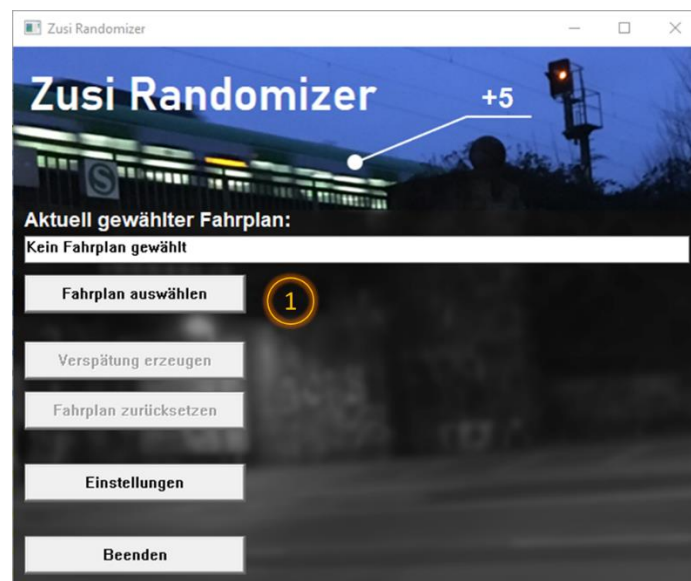 Zusi Randomizer
Zusi Randomizer
+5
S
Aktuell gewählter Fahrplan:
Kein Fahrplan gewählt
Fahrplan auswählen
1
Verspätung erzeugen
Fahrplan zurücksetzen
Einstellungen
Beenden